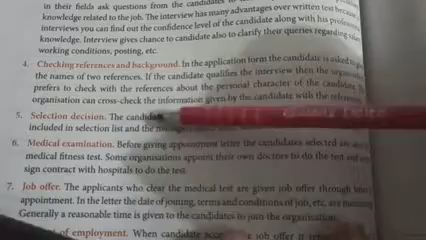 in their fields ask questions from the candidates to
knowledge related to the job. The interview has many advantages over written test because
interviews you can find out the confidence level of the candidate along with his
knowledge. Interview gives chance to candidate also to clarify their queries regarding
working conditions, posting, etc.
4. Checking references and background. In the application form the candidate is asked to
the names of two references. If the candidate qualifies the interview then the
prefers to check with the references about the personal character of the candidate.
organisation can cross-check the information given by the candidate with the
5. Selection decision. The
included in selection list and the
6. Medical examination. Before giving appointment letter the candidates selected are
medical fitness test. Some organisations appoint their own doctors to do the test and
sign contract with hospitals to do the test.
7. Job offer. The applicants who clear the medical test are given job offer through
appointment. In the letter the date of joining, terms and conditions of job, etc. are
Generally a reasonable time is given to the candidates to join the organisation.
of employment. When candidate job offer